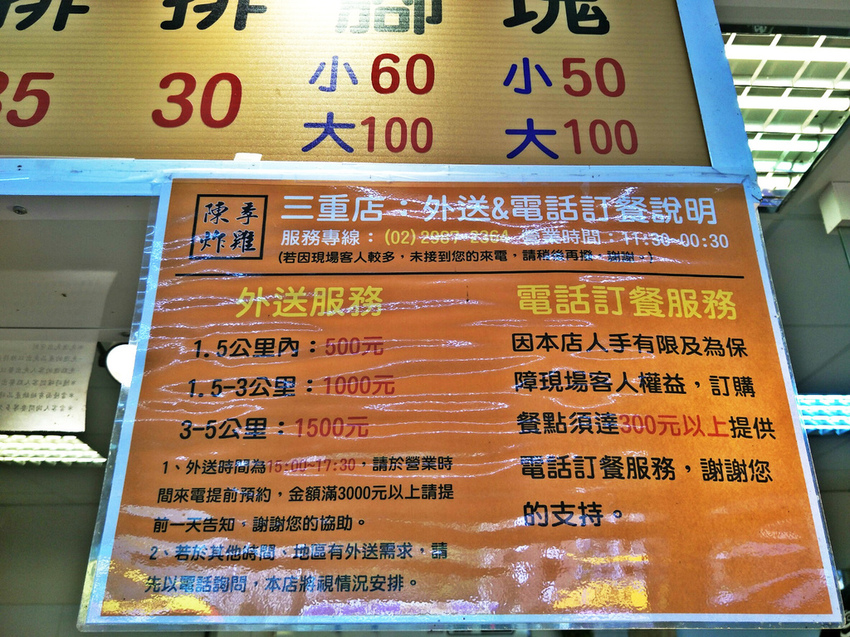 排 排 腳 塊
35 30 小60 小50
大100 大100
陳季
炸雞
三重店：外送&電話訂餐說明
服務專線：(02)2987-2364 營業時間：11:30~00:30
(若因現場客人較多，未接到您的來電，請稍後再撥，謝謝。)
外送服務
1.5公里內：500元
1.5-3公里：1000元
3-5公里：1500元
1、外送時間為15:00~17:30，請於營業時
間來電提前預約，金額滿3000元以上請提
前一天告知，謝謝您的協助。
2、若於其他時間、地區有外送需求，請
先以電話詢問，本店將視情況安排。
電話訂餐服務
因本店人手有限及為保
障現場客人權益，訂購
餐點須達300元以上提供
電話訂餐服務，謝謝您
的支持。